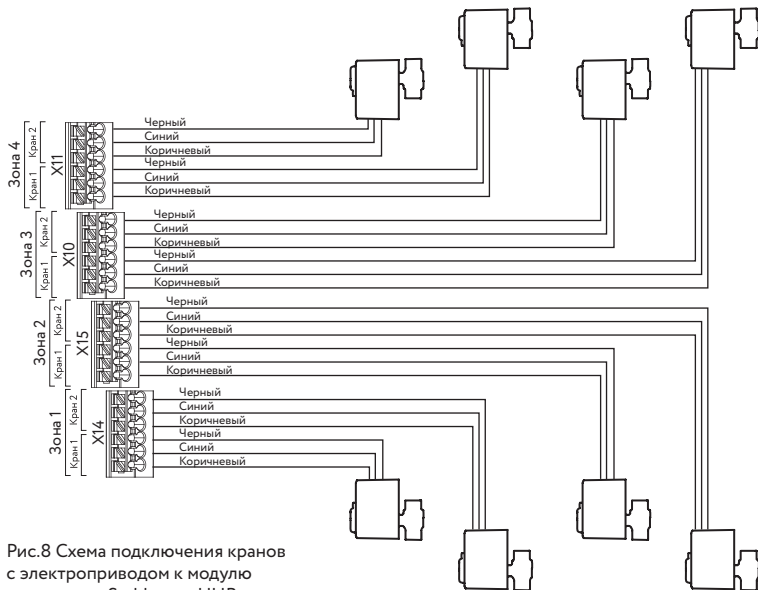 Зона 4
Кран 2
Кран 1
X11
Черный
Синий
Коричневый
Черный
Синий
Коричневый
Зона 3
Кран 2
Кран 1
X10
Черный
Синий
Коричневый
Черный
Синий
Коричневый
Зона 2
Кран 2
Кран 1
X15
Черный
Синий
Коричневый
Черный
Синий
Коричневый
Зона 1
Кран 2
Кран 1
X14
Черный
Синий
Коричневый
Черный
Синий
Коричневый
Рис.8 Схема подключения кранов
с электроприводом к модулю